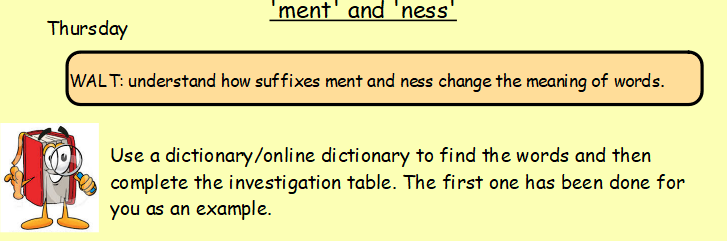 'ment' and 'ness'
Thursday
WALT: understand how suffixes ment and ness change the meaning of words.
Use a dictionary/online dictionary to find the words and then
complete the investigation table. The first one has been done for
you as an example.